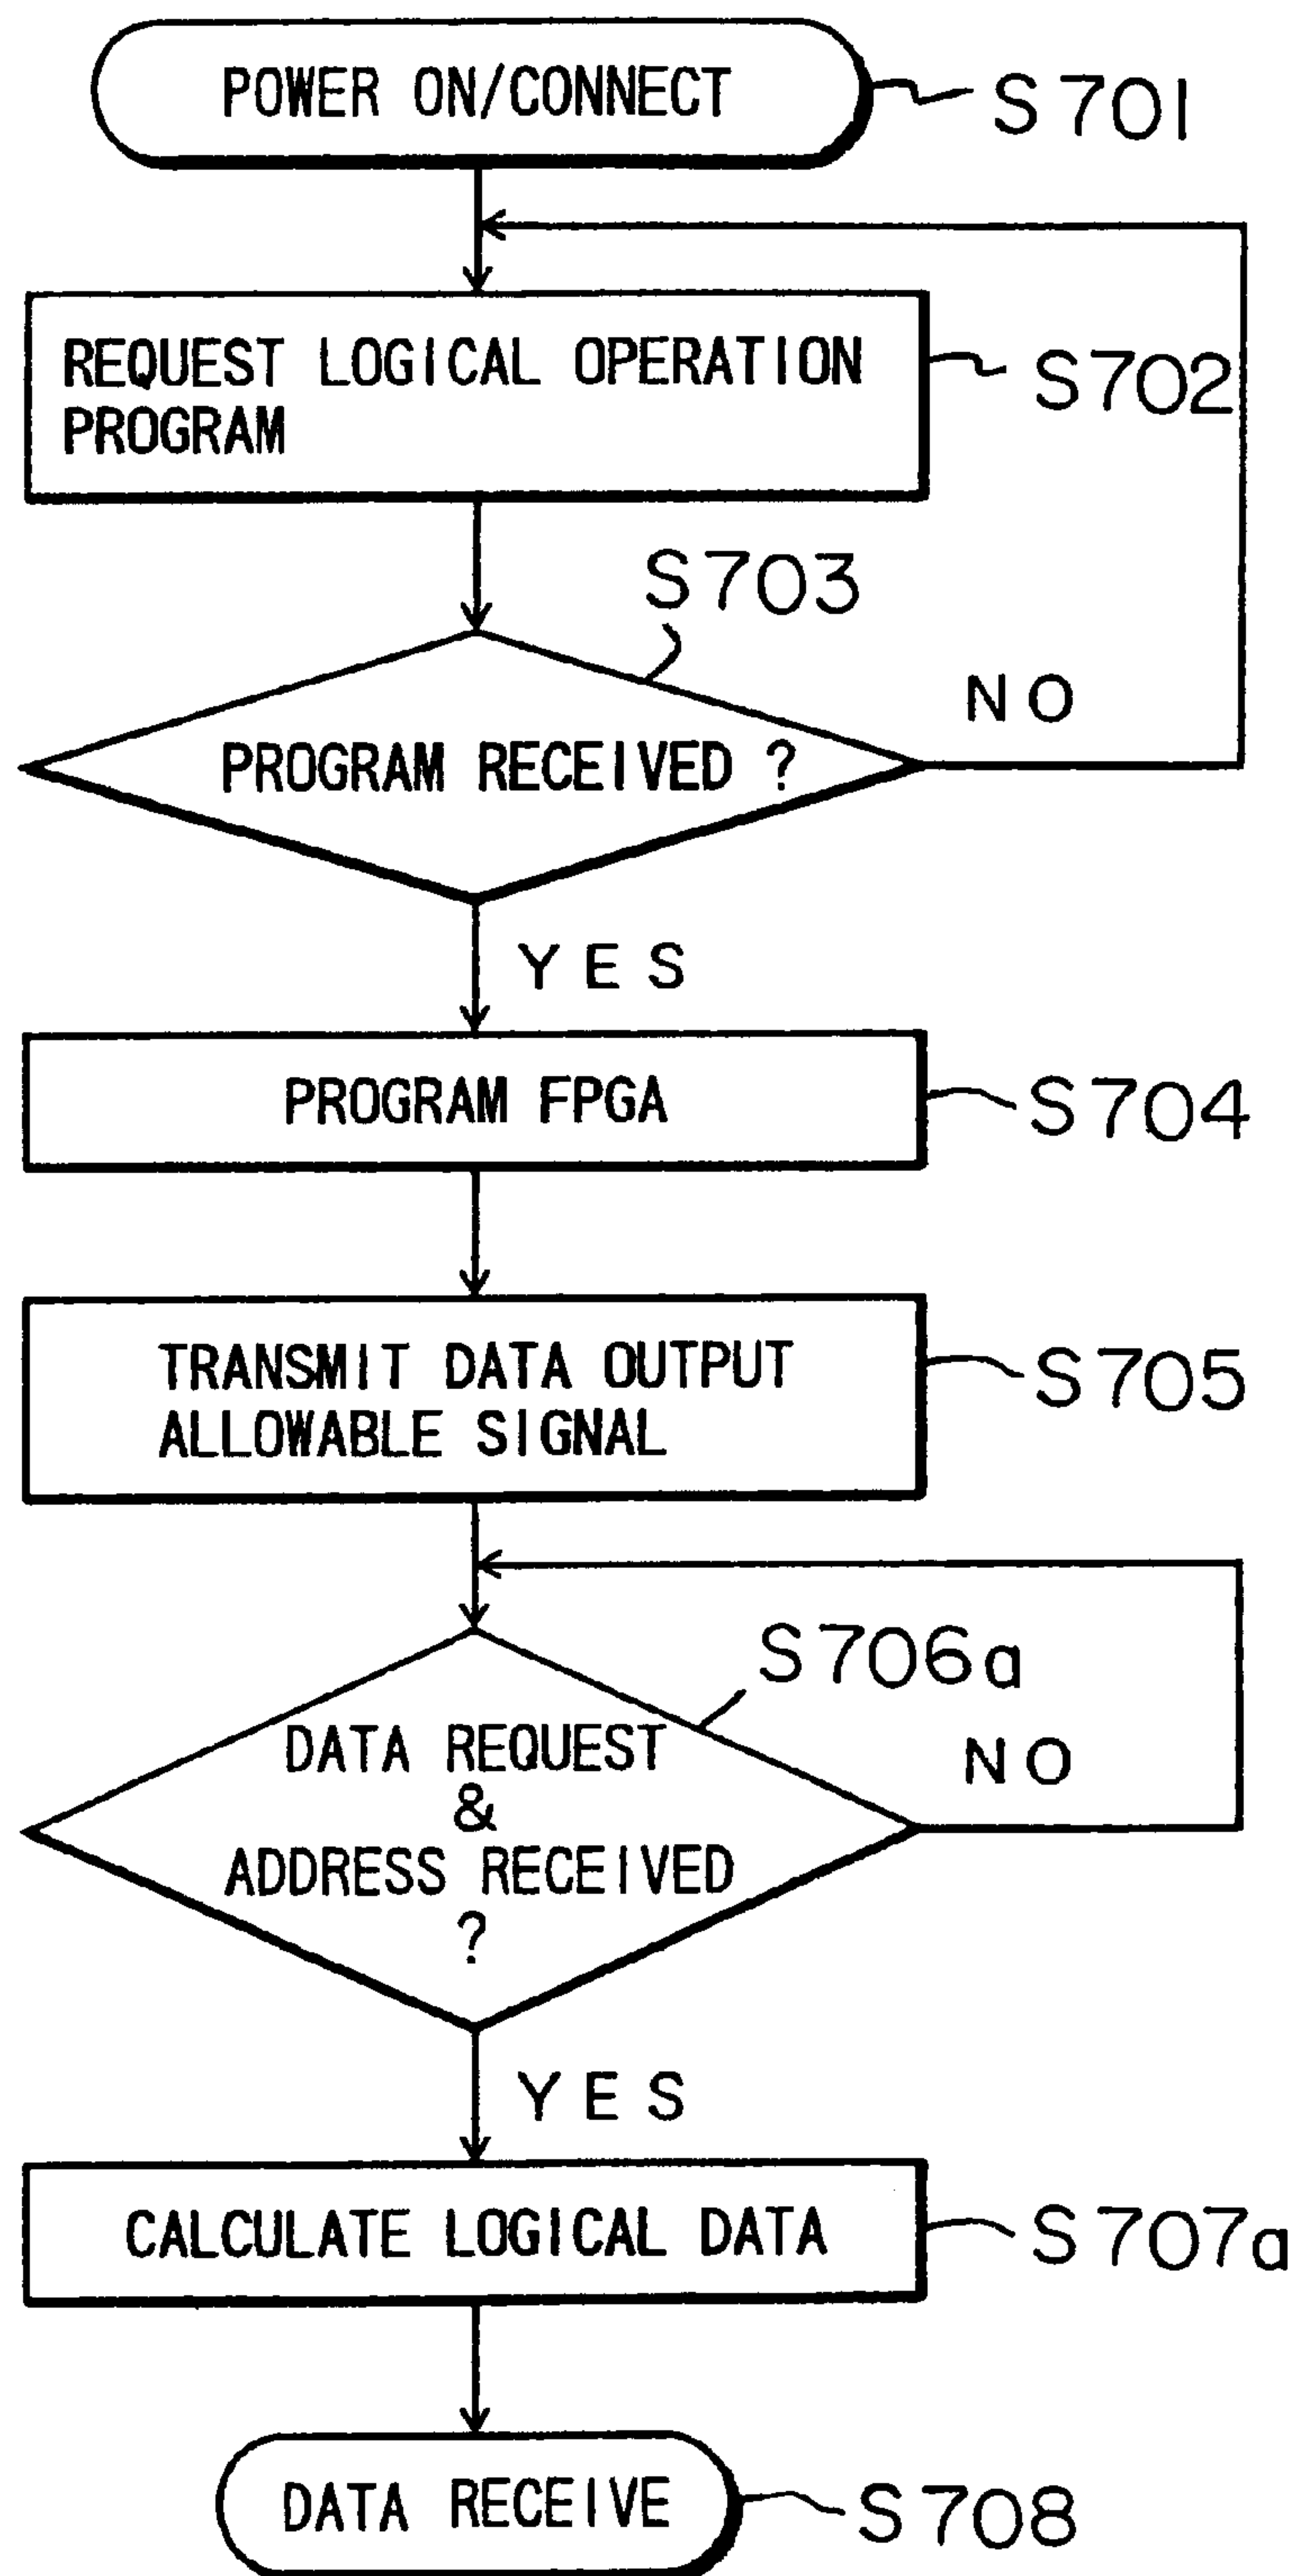 POWER ON/CONNECT
S701
REQUEST LOGICAL OPERATION
PROGRAM
S702
S703
PROGRAM RECEIVED ?
NO
YES
PROGRAM FPGA
S704
TRANSMIT DATA OUTPUT
ALLOWABLE SIGNAL
S705
S706a
DATA REQUEST
&
ADDRESS RECEIVED
?
NO
YES
CALCULATE LOGICAL DATA
S707a
DATA RECEIVE
S708